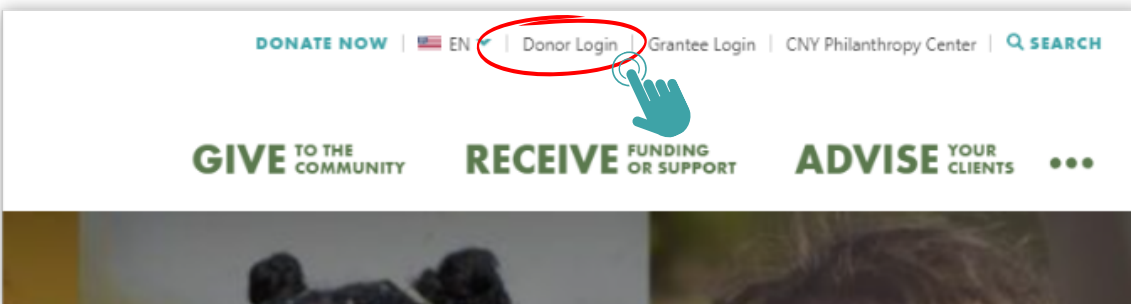 DONATE NOW | EN | Donor Login | Grantee Login | CNY Philanthropy Center | SEARCH
GIVE TO THE COMMUNITY
RECEIVE FUNDING OR SUPPORT
ADVISE YOUR CLIENTS